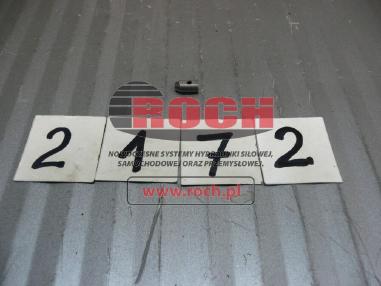 ROCH
NOWOCZESNE SYSTEMY HYDRAULIKI SIŁOWEJ,
SAMOCHODOWEJ ORAZ PRZEMYSŁOWEJ.
2 1 7 2
www.roch.pl